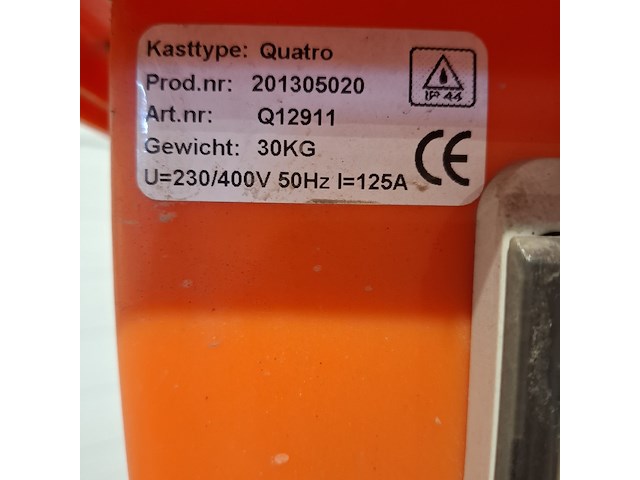 Kasttype: Quatro
Prod.nr: 201305020
Art.nr: Q12911
Gewicht: 30KG
U=230/400V 50Hz I=125A
IP 44
CE